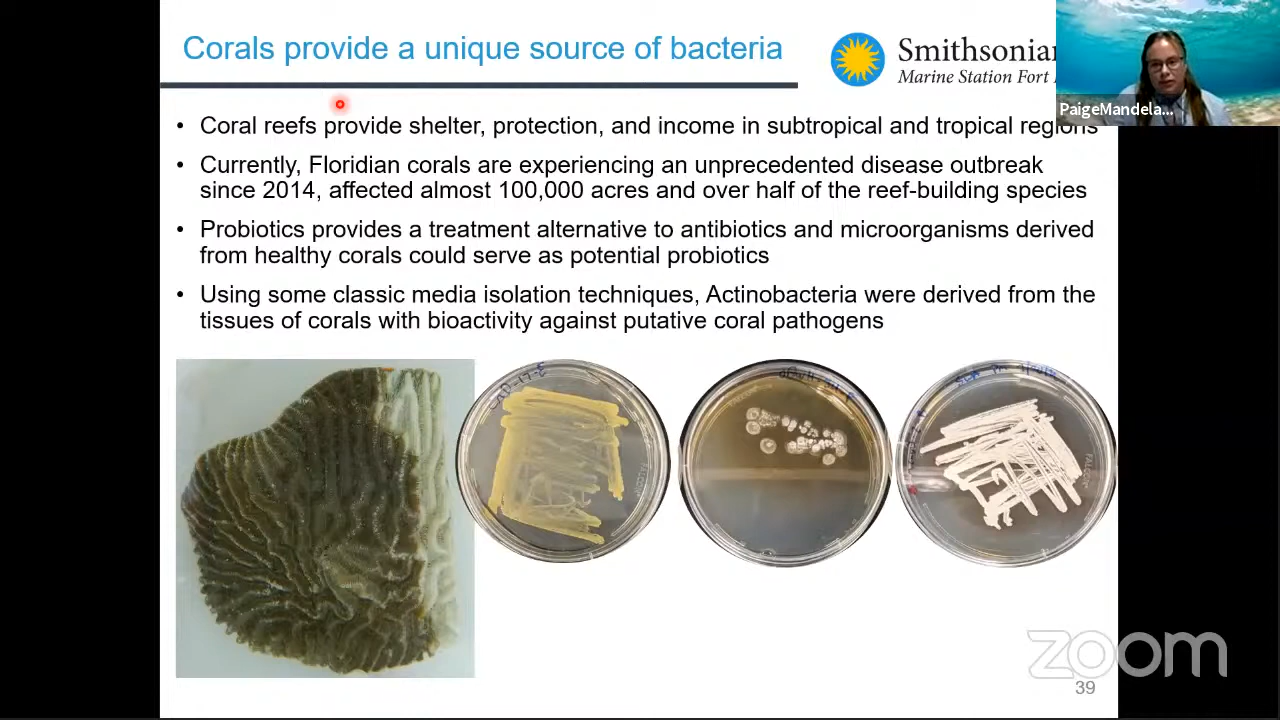 Corals provide a unique source of bacteria
Smithsonian
Marine Station Fort
PaigeMandela...
• Coral reefs provide shelter, protection, and income in subtropical and tropical regions
• Currently, Floridian corals are experiencing an unprecedented disease outbreak
since 2014, affected almost 100,000 acres and over half of the reef-building species
• Probiotics provides a treatment alternative to antibiotics and microorganisms derived
from healthy corals could serve as potential probiotics
• Using some classic media isolation techniques, Actinobacteria were derived from the
tissues of corals with bioactivity against putative coral pathogens
zoom
39